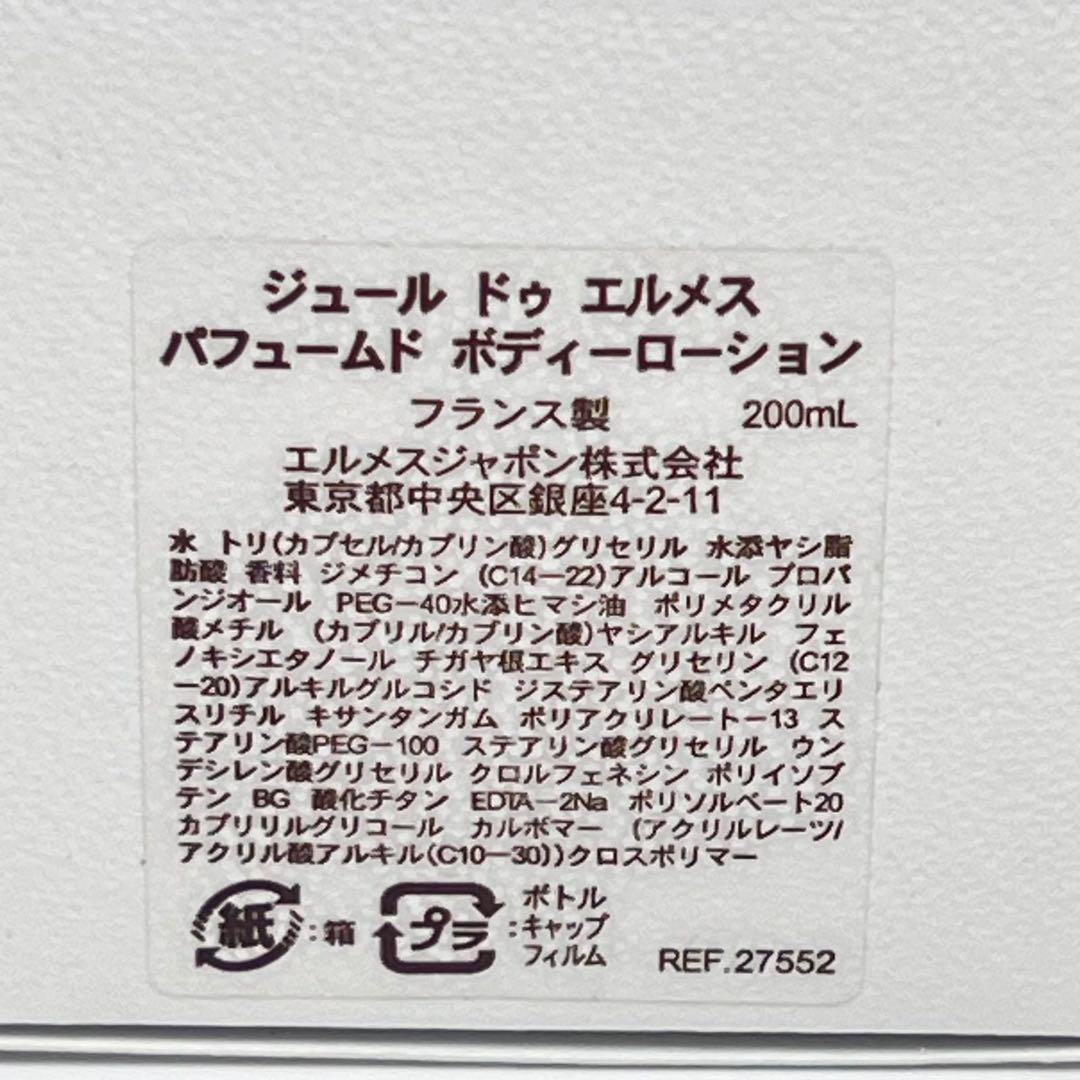 ジュール ドゥ エルメス
パフュームド ボディーローション
フランス製 200mL
エルメスジャポン株式会社
東京都中央区銀座4-2-11
水 トリ(カプセル/カプリン酸)グリセリル 水添ヤシ脂
肪酸 香料 ジメチコン (C14－22)アルコール プロパ
ンジオール PEG－40水添ヒマシ油 ポリメタクリル
酸メチル (カプリル/カプリン酸)ヤシアルキル フェ
ノキシエタノール チガヤ根エキス グリセリン (C12
－20)アルキルグルコシド ジステアリン酸ペンタエリ
スリチル キサンタンガム ポリアクリレート－13 ス
テアリン酸PEG－100 ステアリン酸グリセリル ウン
デシレン酸グリセリル クロルフェネシン ポリイソブ
テン BG 酸化チタン EDTA－2Na ポリソルベート20
カプリリルグリコール カルボマー (アクリルレーツ/
アクリル酸アルキル(C10－30))クロスポリマー
紙 :箱 プラ :ボトル
キャップ
フィルム
REF.27552